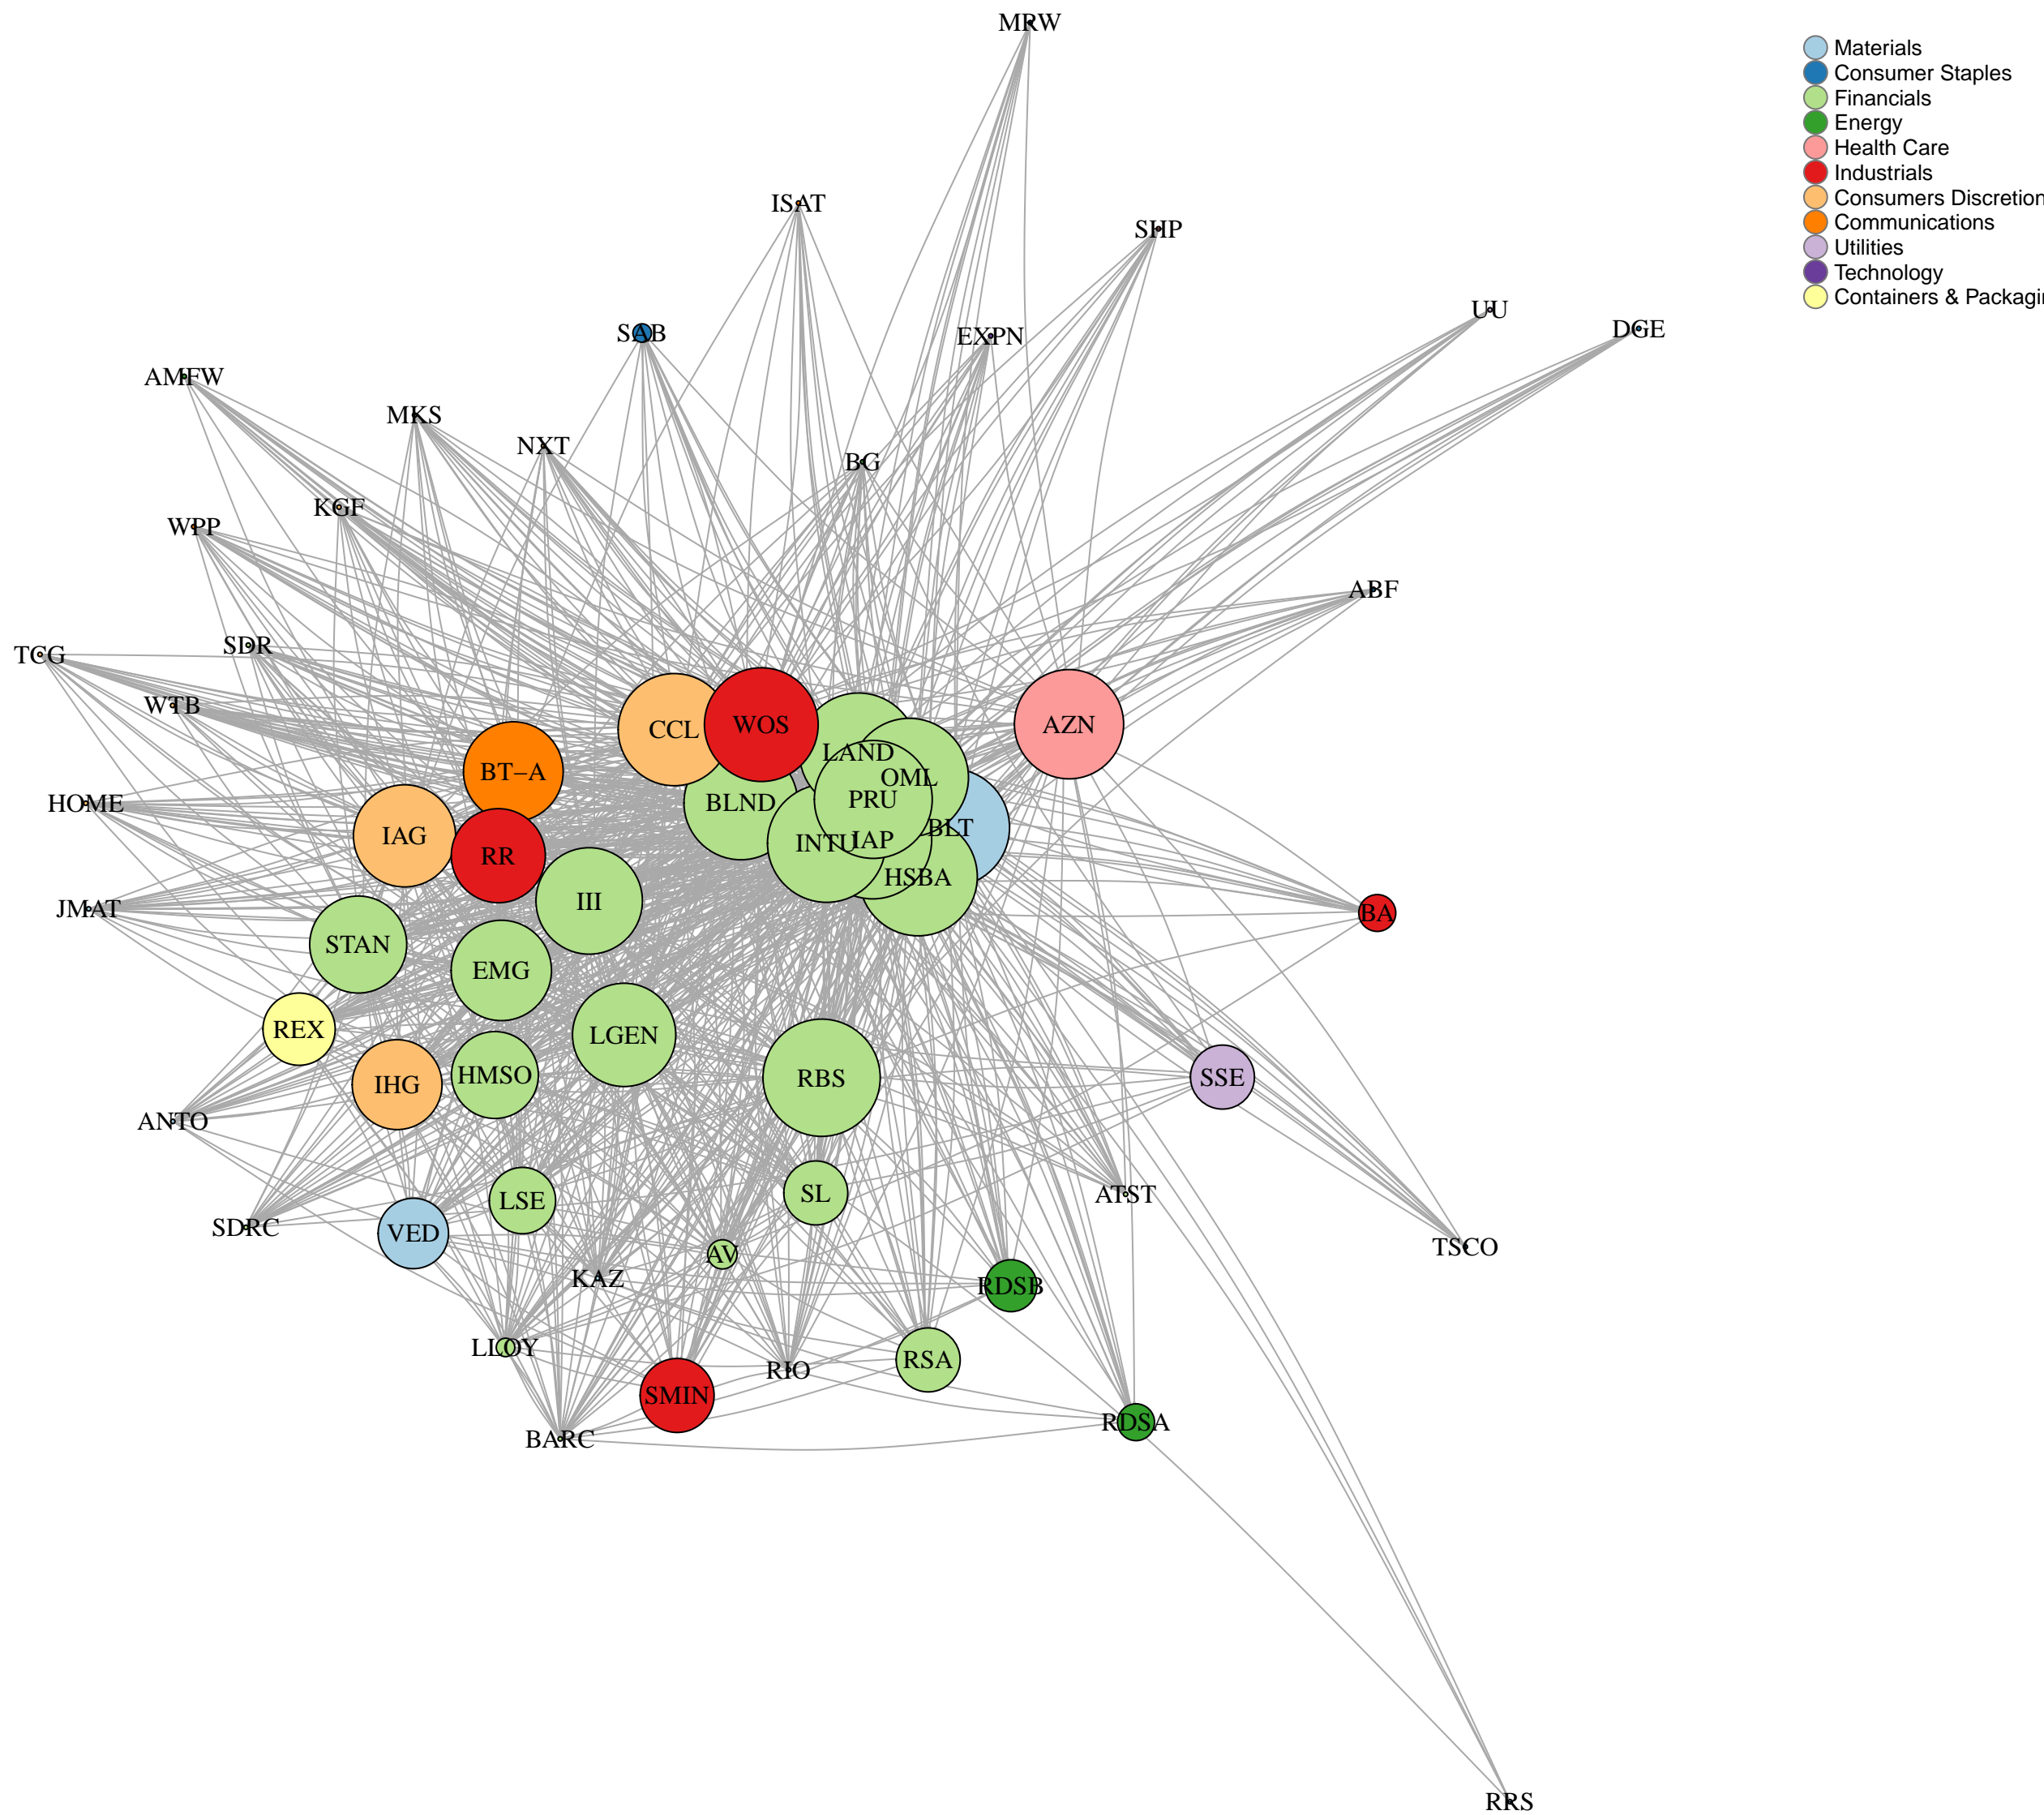 MRW
Materials
Consumer Staples
Financials
Energy
Health Care
Industrials
Consumers Discretion
Communications
Utilities
Technology
Containers & Packagin
ISAT
SHP
UU
DGE
SAB
EXPN
AMFW
MKS
NXT
BG
KGF
WPP
ABF
SDR
TCG
WTB
CCL
WOS
AZN
LAND
BT-A
OML
HOME
BLND
PRU
BLT
IAG
INTU
IAP
RR
HSBA
JMAT
III
BA
STAN
EMG
REX
LGEN
HMSO
RBS
SSE
IHG
ANTO
LSE
SL
ATST
SDRC
VED
AV
TSCO
KAZ
RDSB
LLOY
RSA
RIO
SMIN
RDSA
BARC
RRS